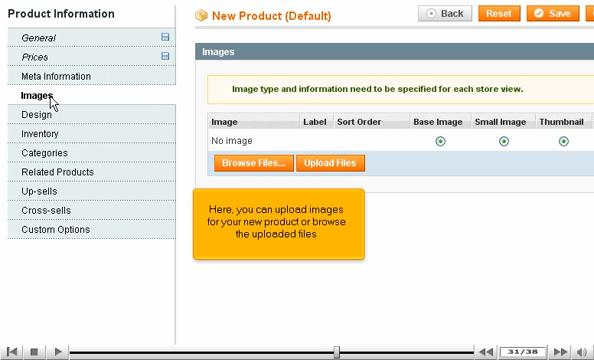 Product Information
General
Prices
Meta Information
Images
Design
Inventory
Categories
Related Products
Up-sells
Cross-sells
Custom Options
New Product (Default)
Back
Reset
Save
Images
Image type and information need to be specified for each store view.
Image Label Sort Order Base Image Small Image Thumbnail
No image
Browse Files... Upload Files
Here, you can upload images
for your new product or browse
the uploaded files
31/38